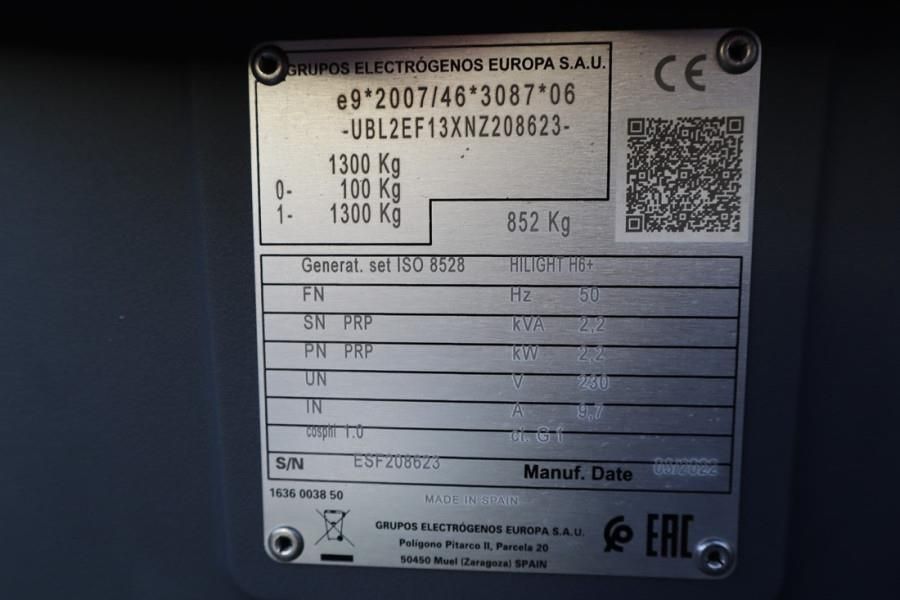 GRUPOS ELECTRÓGENOS EUROPA S.A.U.
CE
e9*2007/46*3087*06
-UBL2EF13XNZ208623-
1300 Kg
0- 100 Kg
1- 1300 Kg
852 Kg
Generat. set ISO 8528 HILIGHT H6+
FN Hz 50
SN PRP kVA 2,2
PN PRP kW 2,2
UN V 230
IN A 9,7
cosphi 1.0 cl. G1
S/N ESF208623 Manuf. Date 03/2022
1636 0038 50
MADE IN SPAIN
GRUPOS ELECTRÓGENOS EUROPA S.A.U.
Polígono Pitarco II, Parcela 20
50450 Muel (Zaragoza) SPAIN
EAC